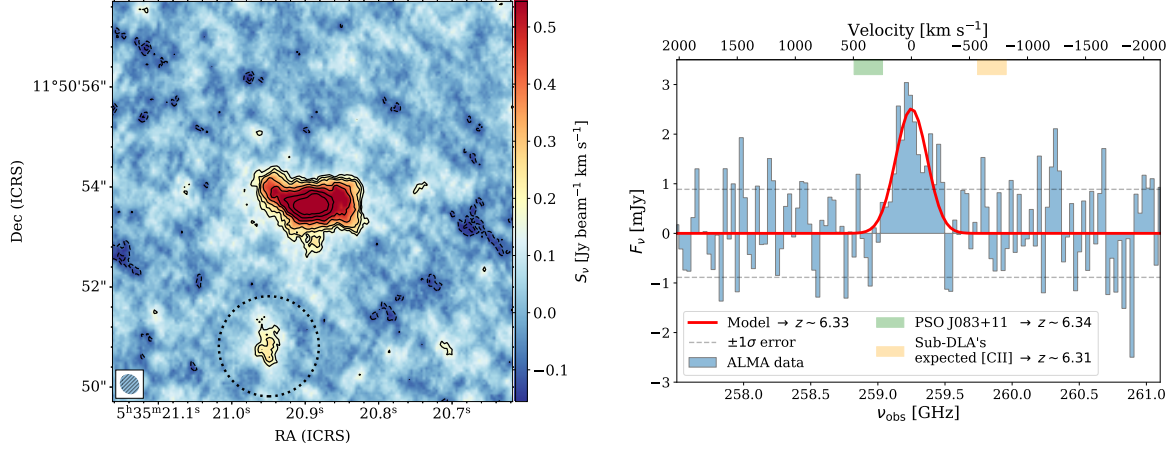 11°50'56"
54"
52"
50"
Dec (ICRS)
5ʰ35ᵐ21.1ˢ 21.0ˢ 20.9ˢ 20.8ˢ 20.7ˢ
RA (ICRS)
0.5
0.4
0.3
0.2
0.1
0.0
−0.1
Sᵥ [Jy beam⁻¹ km s⁻¹]
Velocity [km s⁻¹]
2000 1500 1000 500 0 −500 −1000 −1500 −2000
3
2
1
0
−1
−2
−3
Fᵥ [mJy]
Model → z ~ 6.33
±1σ error
ALMA data
PSO J083+11 → z ~ 6.34
Sub-DLA's
expected [CII] → z ~ 6.31
258.0 258.5 259.0 259.5 260.0 260.5 261.0
ν_obs [GHz]